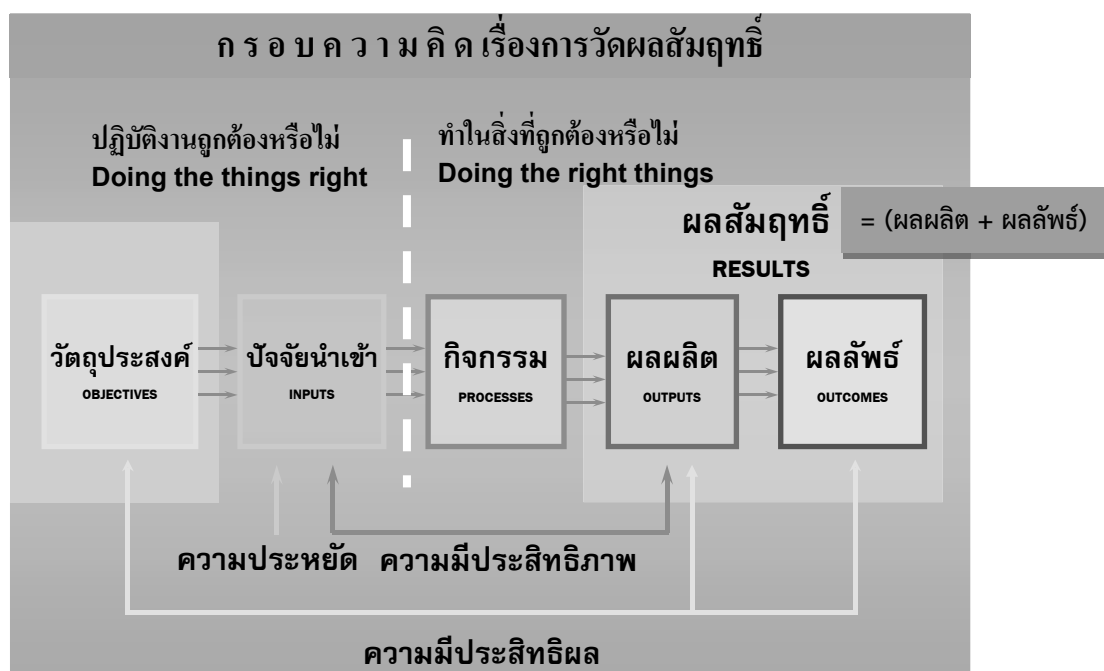 ก ร อ บ ค ว า ม คิ ด เรื่องการวัดผลสัมฤทธิ์
ปฏิบัติงานถูกต้องหรือไม่
Doing the things right
ทำในสิ่งที่ถูกต้องหรือไม่
Doing the right things
ผลสัมฤทธิ์
= (ผลผลิต + ผลลัพธ์)
RESULTS
วัตถุประสงค์
OBJECTIVES
ปัจจัยนำเข้า
INPUTS
กิจกรรม
PROCESSES
ผลผลิต
OUTPUTS
ผลลัพธ์
OUTCOMES
ความประหยัด
ความมีประสิทธิภาพ
ความมีประสิทธิผล